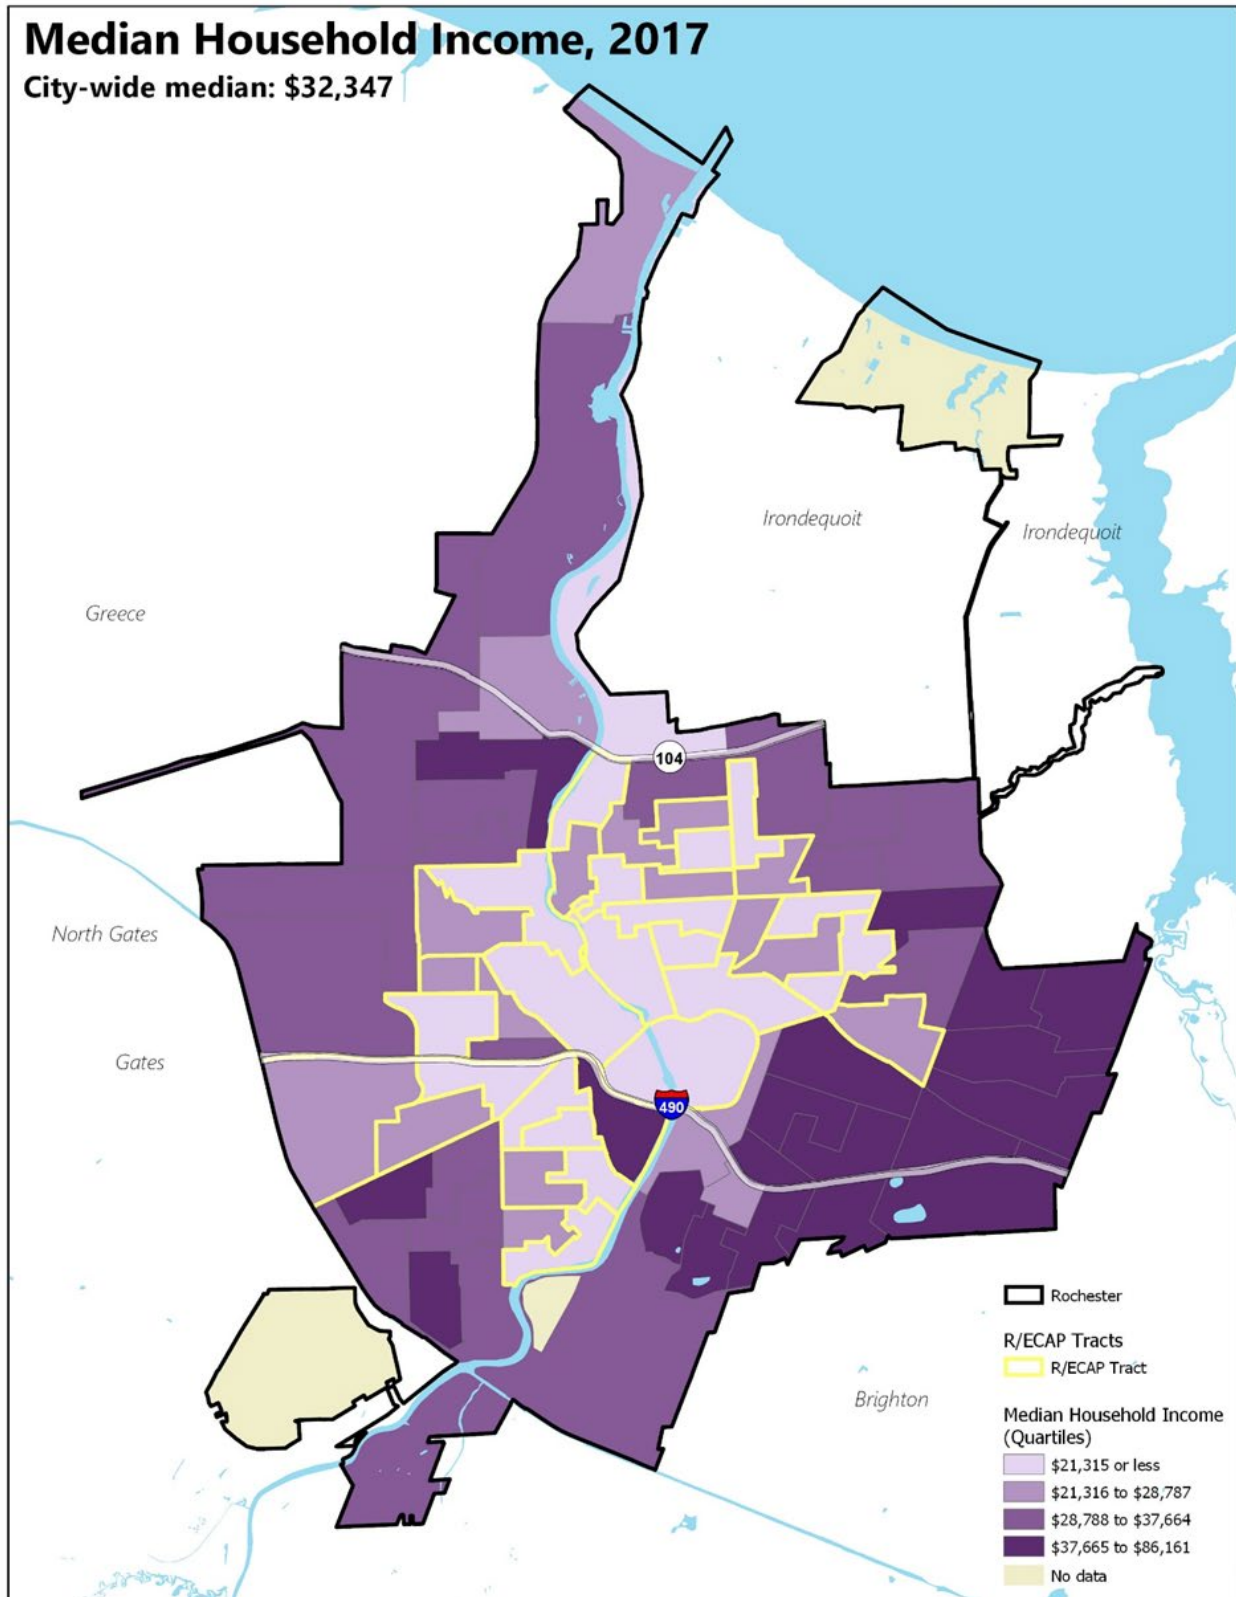 Median Household Income, 2017
City-wide median: $32,347
Irondequoit
Irondequoit
Greece
104
North Gates
Gates
490
Brighton
Rochester
R/ECAP Tracts
R/ECAP Tract
Median Household Income
(Quartiles)
$21,315 or less
$21,316 to $28,787
$28,788 to $37,664
$37,665 to $86,161
No data